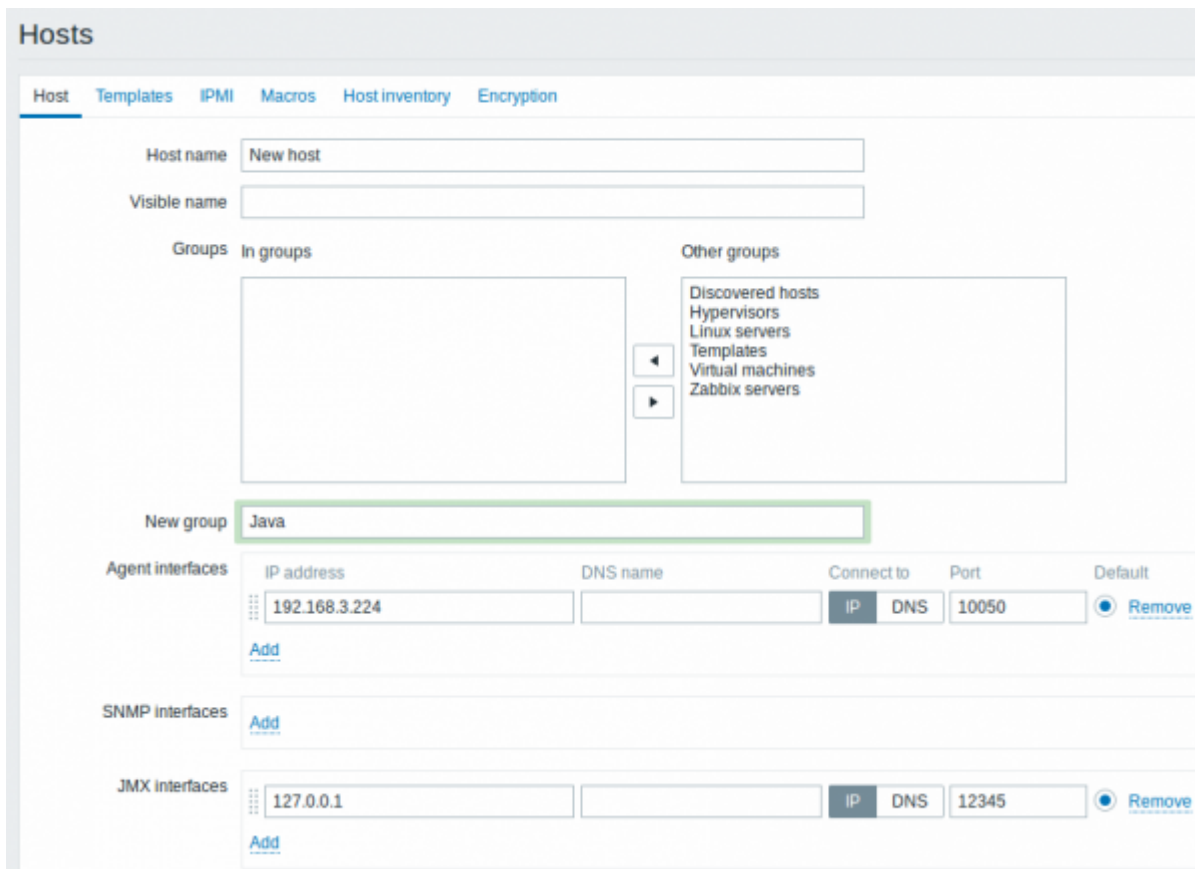 Hosts
Host Templates IPMI Macros Host inventory Encryption
Host name New host
Visible name
Groups In groups Other groups
Discovered hosts
Hypervisors
Linux servers
Templates
Virtual machines
Zabbix servers
New group Java
Agent interfaces IP address DNS name Connect to Port Default
192.168.3.224 IP DNS 10050 Remove
Add
SNMP interfaces Add
JMX interfaces 127.0.0.1 IP DNS 12345 Remove
Add